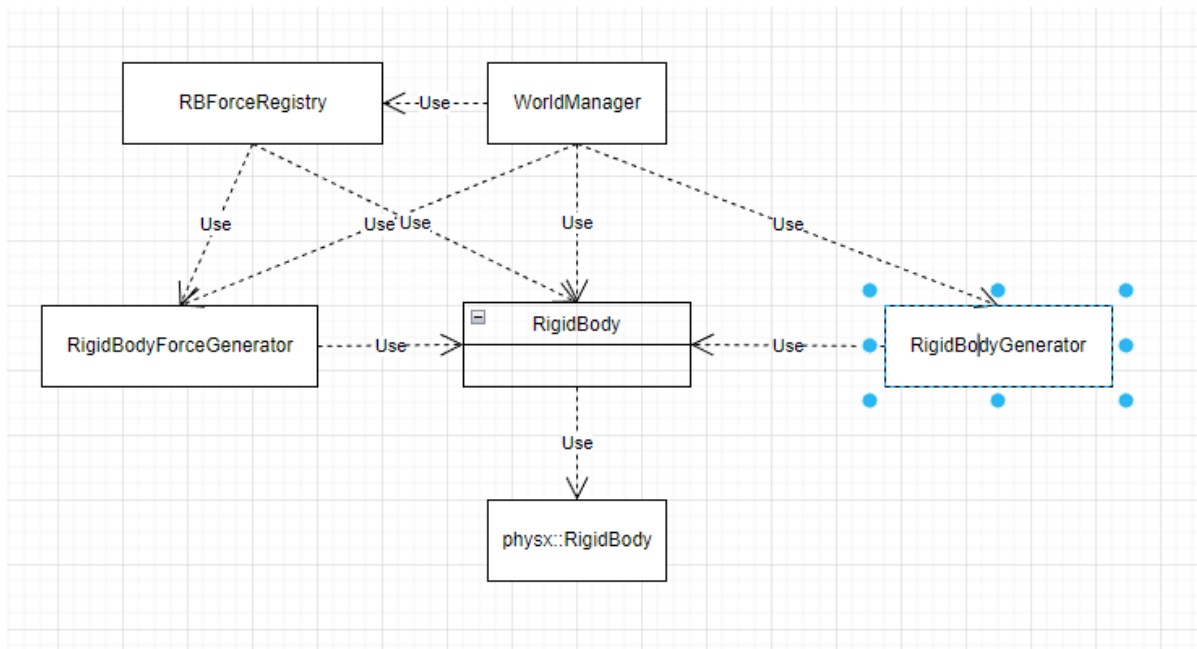 RBForceRegistry
Use
WorldManager
Use
Use
Use
Use
Use
RigidBodyForceGenerator
Use
RigidBody
Use
RigidBodyGenerator
Use
physx::RigidBody